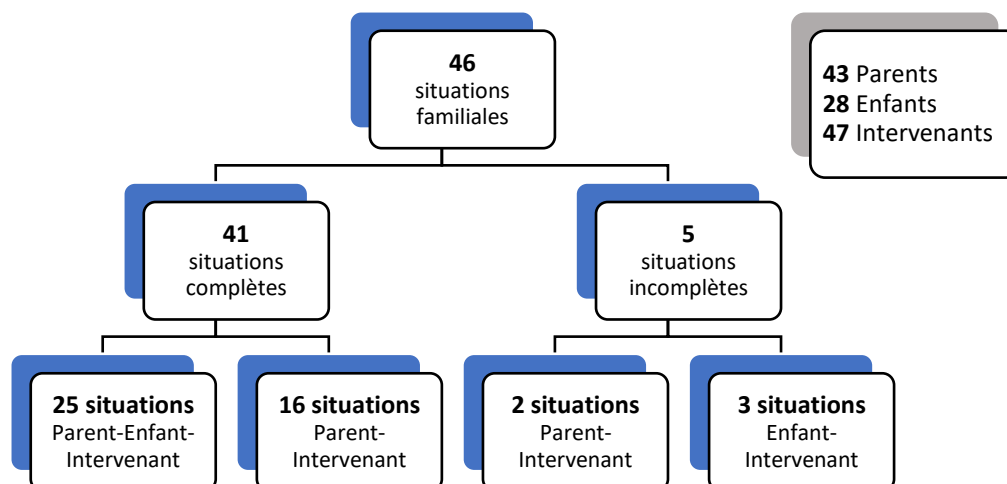 46
situations
familiales
43 Parents
28 Enfants
47 Intervenants
41
situations
complètes
5
situations
incomplètes
25 situations
Parent-Enfant-
Intervenant
16 situations
Parent-
Intervenant
2 situations
Parent-
Intervenant
3 situations
Enfant-
Intervenant